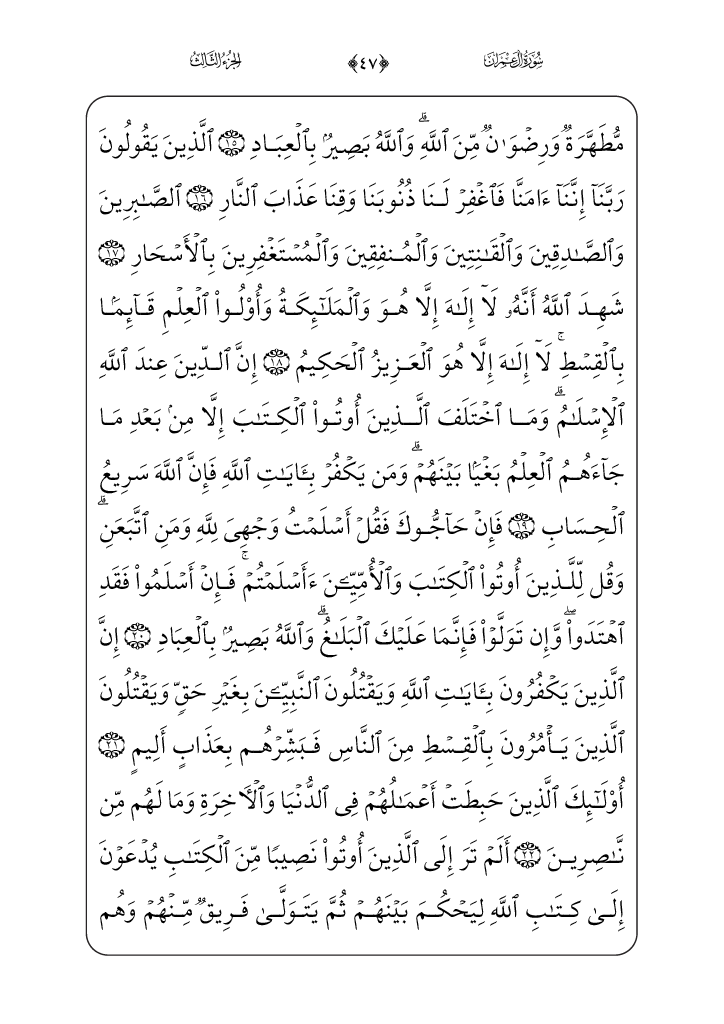 سُورَةُ آلِ عِمۡرَانَ ﴿٤٧﴾ الجُزْءُ الثَّالِثُ
مُّطَهَّرَةٞ وَرِضۡوَٰنٞ مِّنَ ٱللَّهِۗ وَٱللَّهُ بَصِيرُۢ بِٱلۡعِبَادِ ١٥ ٱلَّذِينَ يَقُولُونَ
رَبَّنَآ إِنَّنَآ ءَامَنَّا فَٱغۡفِرۡ لَنَا ذُنُوبَنَا وَقِنَا عَذَابَ ٱلنَّارِ ١٦ ٱلصَّٰبِرِينَ
وَٱلصَّٰدِقِينَ وَٱلۡقَٰنِتِينَ وَٱلۡمُنفِقِينَ وَٱلۡمُسۡتَغۡفِرِينَ بِٱلۡأَسۡحَارِ ١٧
شَهِدَ ٱللَّهُ أَنَّهُۥ لَآ إِلَٰهَ إِلَّا هُوَ وَٱلۡمَلَٰٓئِكَةُ وَأُوْلُواْ ٱلۡعِلۡمِ قَآئِمَۢا
بِٱلۡقِسۡطِۚ لَآ إِلَٰهَ إِلَّا هُوَ ٱلۡعَزِيزُ ٱلۡحَكِيمُ ١٨ إِنَّ ٱلدِّينَ عِندَ ٱللَّهِ
ٱلۡإِسۡلَٰمُۗ وَمَا ٱخۡتَلَفَ ٱلَّذِينَ أُوتُواْ ٱلۡكِتَٰبَ إِلَّا مِنۢ بَعۡدِ مَا
جَآءَهُمُ ٱلۡعِلۡمُ بَغۡيَۢا بَيۡنَهُمۡۗ وَمَن يَكۡفُرۡ بِـَٔايَٰتِ ٱللَّهِ فَإِنَّ ٱللَّهَ سَرِيعُ
ٱلۡحِسَابِ ١٩ فَإِنۡ حَآجُّوكَ فَقُلۡ أَسۡلَمۡتُ وَجۡهِيَ لِلَّهِ وَمَنِ ٱتَّبَعَنِۗ
وَقُل لِّلَّذِينَ أُوتُواْ ٱلۡكِتَٰبَ وَٱلۡأُمِّيِّـۧنَ ءَأَسۡلَمۡتُمۡۚ فَإِنۡ أَسۡلَمُواْ فَقَدِ
ٱهۡتَدَواْۖ وَّإِن تَوَلَّوۡاْ فَإِنَّمَا عَلَيۡكَ ٱلۡبَلَٰغُۗ وَٱللَّهُ بَصِيرُۢ بِٱلۡعِبَادِ ٢٠ إِنَّ
ٱلَّذِينَ يَكۡفُرُونَ بِـَٔايَٰتِ ٱللَّهِ وَيَقۡتُلُونَ ٱلنَّبِيِّـۧنَ بِغَيۡرِ حَقّٖ وَيَقۡتُلُونَ
ٱلَّذِينَ يَأۡمُرُونَ بِٱلۡقِسۡطِ مِنَ ٱلنَّاسِ فَبَشِّرۡهُم بِعَذَابٍ أَلِيمٍ ٢١
أُوْلَٰٓئِكَ ٱلَّذِينَ حَبِطَتۡ أَعۡمَٰلُهُمۡ فِي ٱلدُّنۡيَا وَٱلۡأٓخِرَةِ وَمَا لَهُم مِّن
نَّٰصِرِينَ ٢٢ أَلَمۡ تَرَ إِلَى ٱلَّذِينَ أُوتُواْ نَصِيبٗا مِّنَ ٱلۡكِتَٰبِ يُدۡعَوۡنَ
إِلَىٰ كِتَٰبِ ٱللَّهِ لِيَحۡكُمَ بَيۡنَهُمۡ ثُمَّ يَتَوَلَّىٰ فَرِيقٞ مِّنۡهُمۡ وَهُم